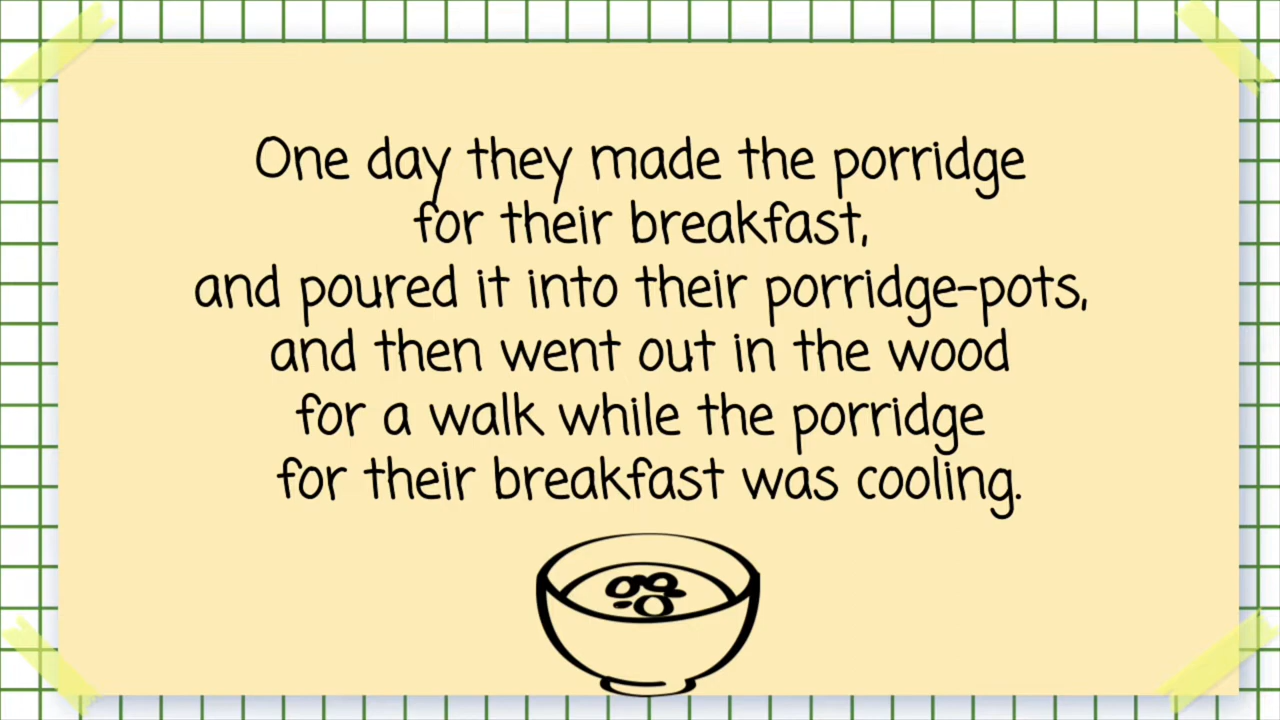 One day they made the porridge
for their breakfast,
and poured it into their porridge-pots,
and then went out in the wood
for a walk while the porridge
for their breakfast was cooling.